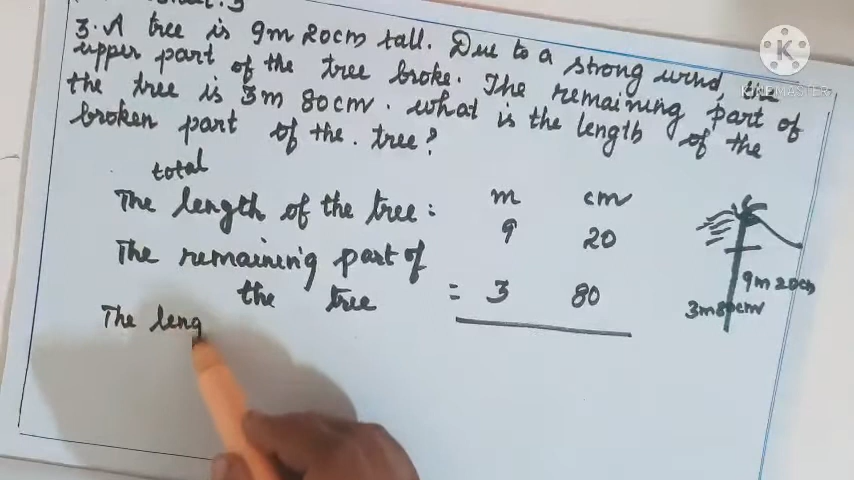 3. A tree is 9m 20cm tall. Due to a strong wind, the
upper part of the tree broke. The remaining part of
the tree is 3m 80cm. what is the length of the
broken part of the. tree?
total
The length of the tree:
m cm
9 20
The remaining part of
the tree = 3 80
The leng
9m 20cm
3m80cm
K
KINEMASTER